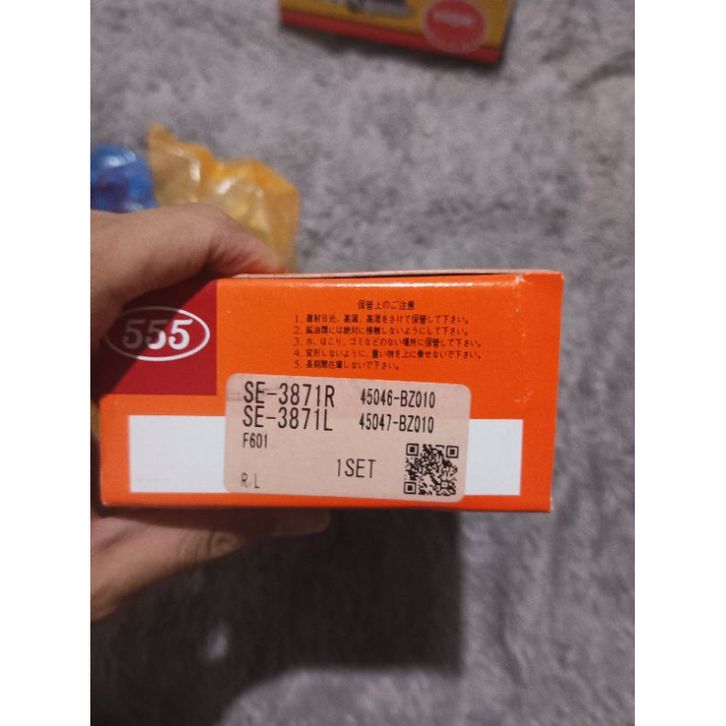 555
保管上のご注意
1. 直射日光、高温、高湿をさけて保管して下さい。
2. 鉱油類には絶対に接触しないようにして下さい。
3. 水、ほこり、ゴミなどのない場所に保管して下さい。
4. 変形しないように、重い物を上に乗せないで下さい。
5. 長期間在庫しないで下さい。
SE-3871R 45046-BZ010
SE-3871L 45047-BZ010
F601
1SET
R/L